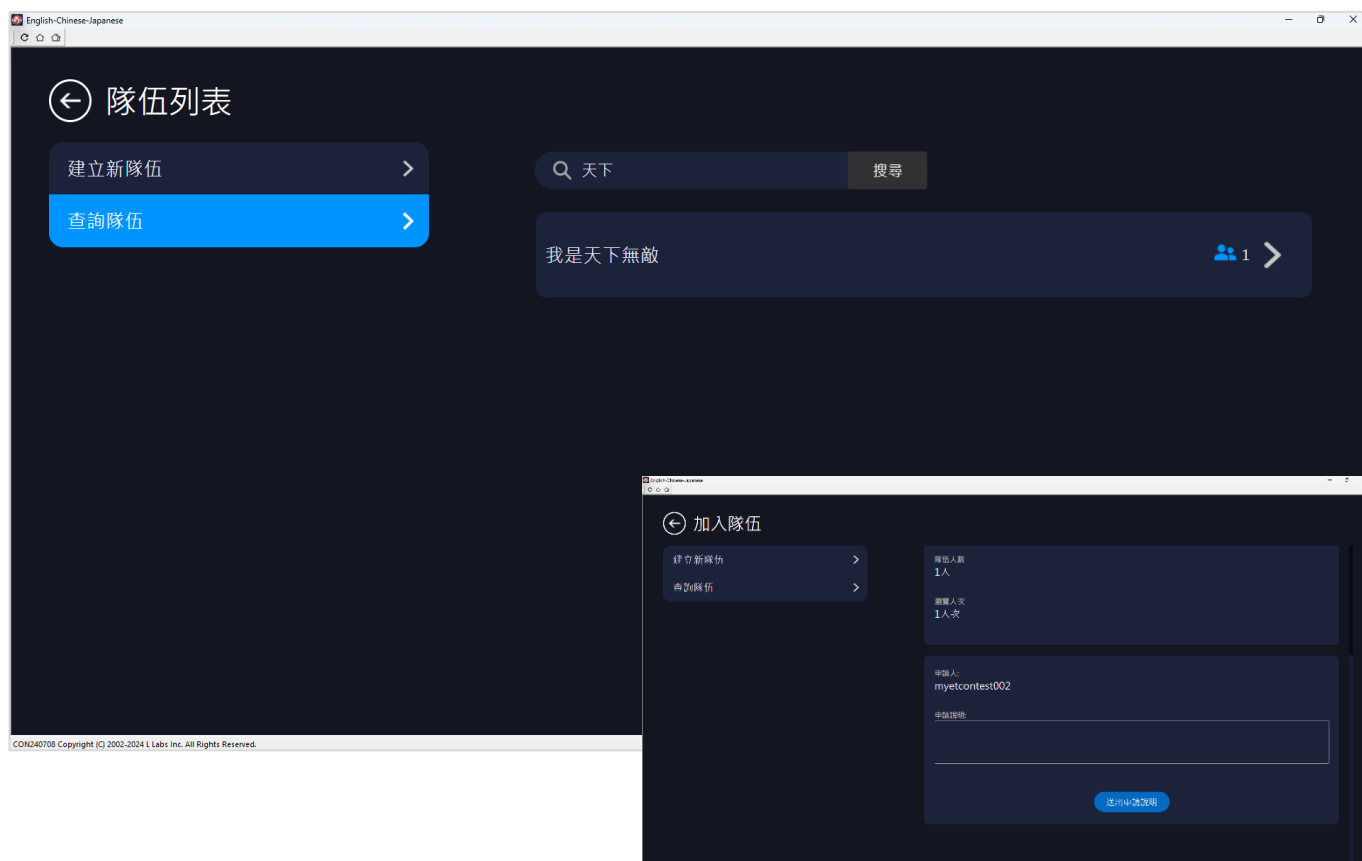 English-Chinese-Japanese
隊伍列表
建立新隊伍
查詢隊伍
天下
搜尋
我是天下無敵
1
CON240708 Copyright (C) 2002-2024 L Labs Inc. All Rights Reserved.
English-Chinese-Japanese
加入隊伍
建立新隊伍
查詢隊伍
隊伍人數
1人
瀏覽人次
1人次
申請人:
myetcontest002
申請說明:
送出申請說明